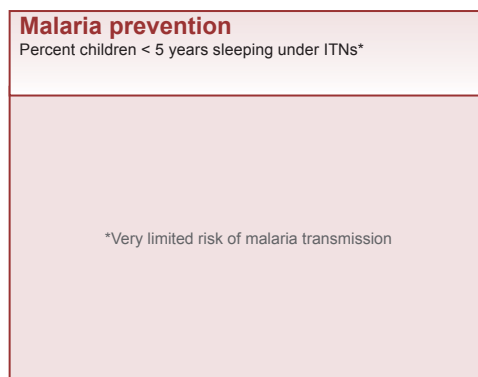 Malaria prevention
Percent children < 5 years sleeping under ITNs*
*Very limited risk of malaria transmission